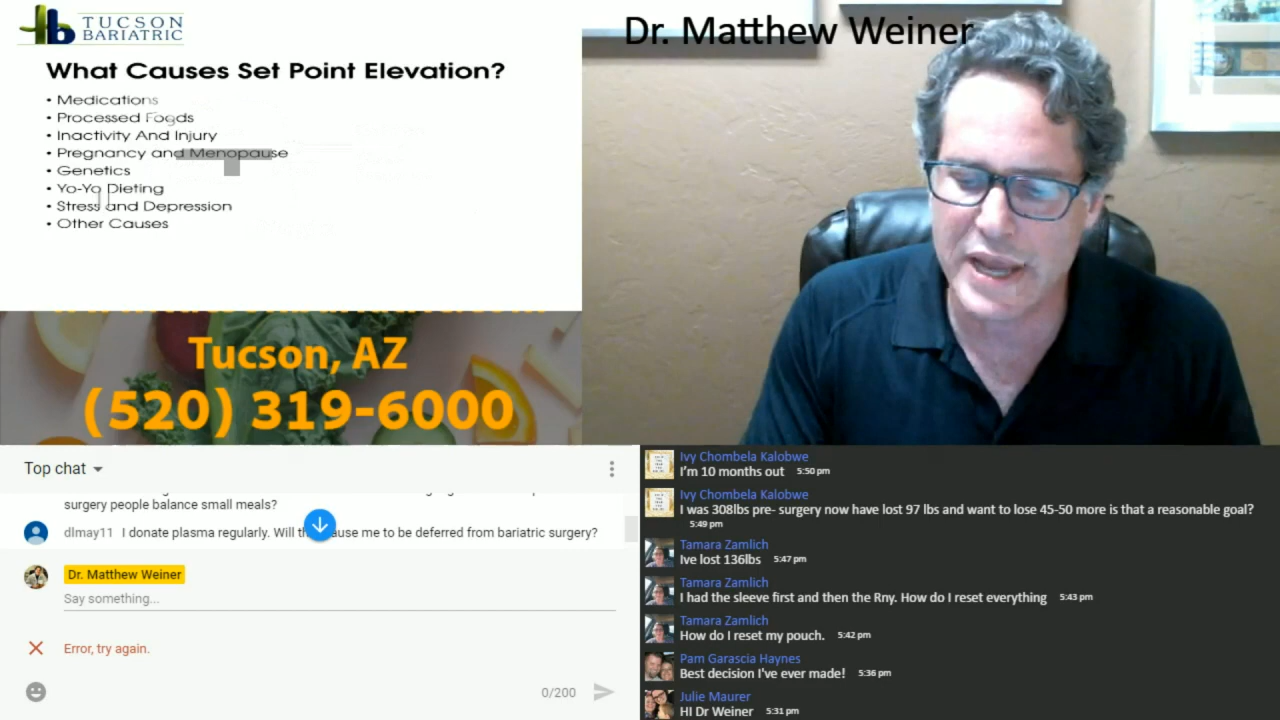 TUCSON
BARIATRIC
What Causes Set Point Elevation?
• Medications
• Processed Foods
• Inactivity And Injury
• Pregnancy and Menopause
• Genetics
• Yo-Yo Dieting
• Stress and Depression
• Other Causes
Tucson, AZ
(520) 319-6000
Dr. Matthew Weiner
Top chat
surgery people balance small meals?
dlmay11 I donate plasma regularly. Will me to be deferred from bariatric surgery?
Dr. Matthew Weiner
Say something...
Error, try again.
0/200
Ivy Chombela Kalobwe
I'm 10 months out 5:50 pm
Ivy Chombela Kalobwe
I was 308lbs pre- surgery now have lost 97 lbs and want to lose 45-50 more is that a reasonable goal?
5:49 pm
Tamara Zamlich
Ive lost 136lbs 5:47 pm
Tamara Zamlich
I had the sleeve first and then the Rny. How do I reset everything 5:43 pm
Tamara Zamlich
How do I reset my pouch. 5:42 pm
Pam Garascia Haynes
Best decision I've ever made! 5:36 pm
Julie Maurer
HI Dr Weiner 5:31 pm